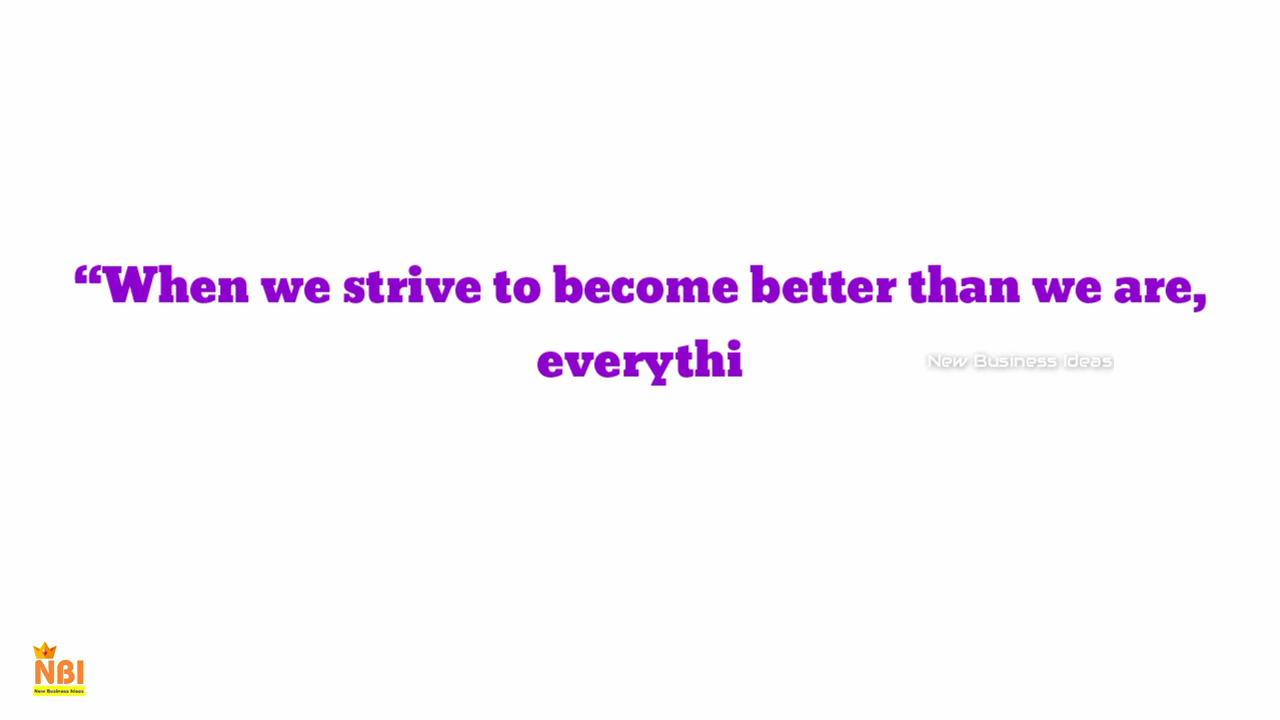 “When we strive to become better than we are,
everythi
New Business Ideas
NBI
New Business Ideas